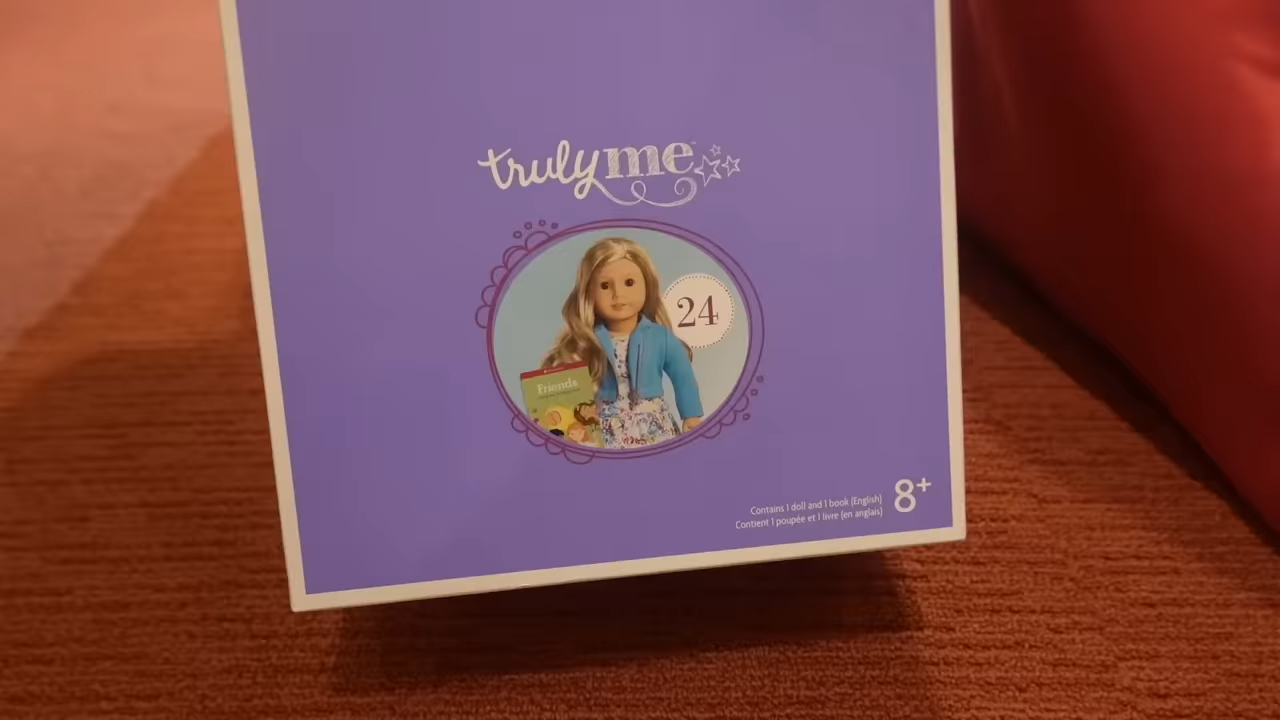 truly me
24
Friends
Contains 1 doll and 1 book (English)
Contient 1 poupée et 1 livre (en anglais)
8+